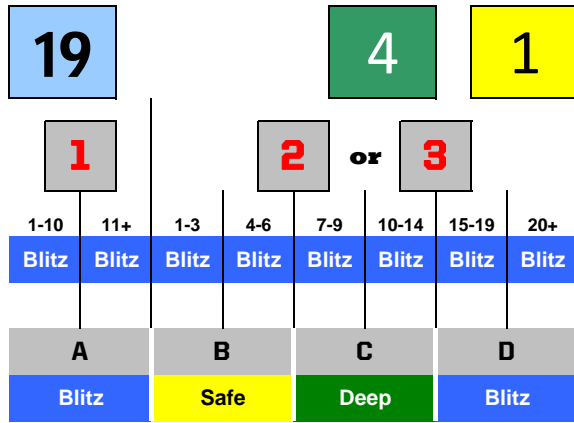 19 4 1
1 2 or 3
1-10 11+ 1-3 4-6 7-9 10-14 15-19 20+
Blitz Blitz Blitz Blitz Blitz Blitz Blitz Blitz
A B C D
Blitz Safe Deep Blitz